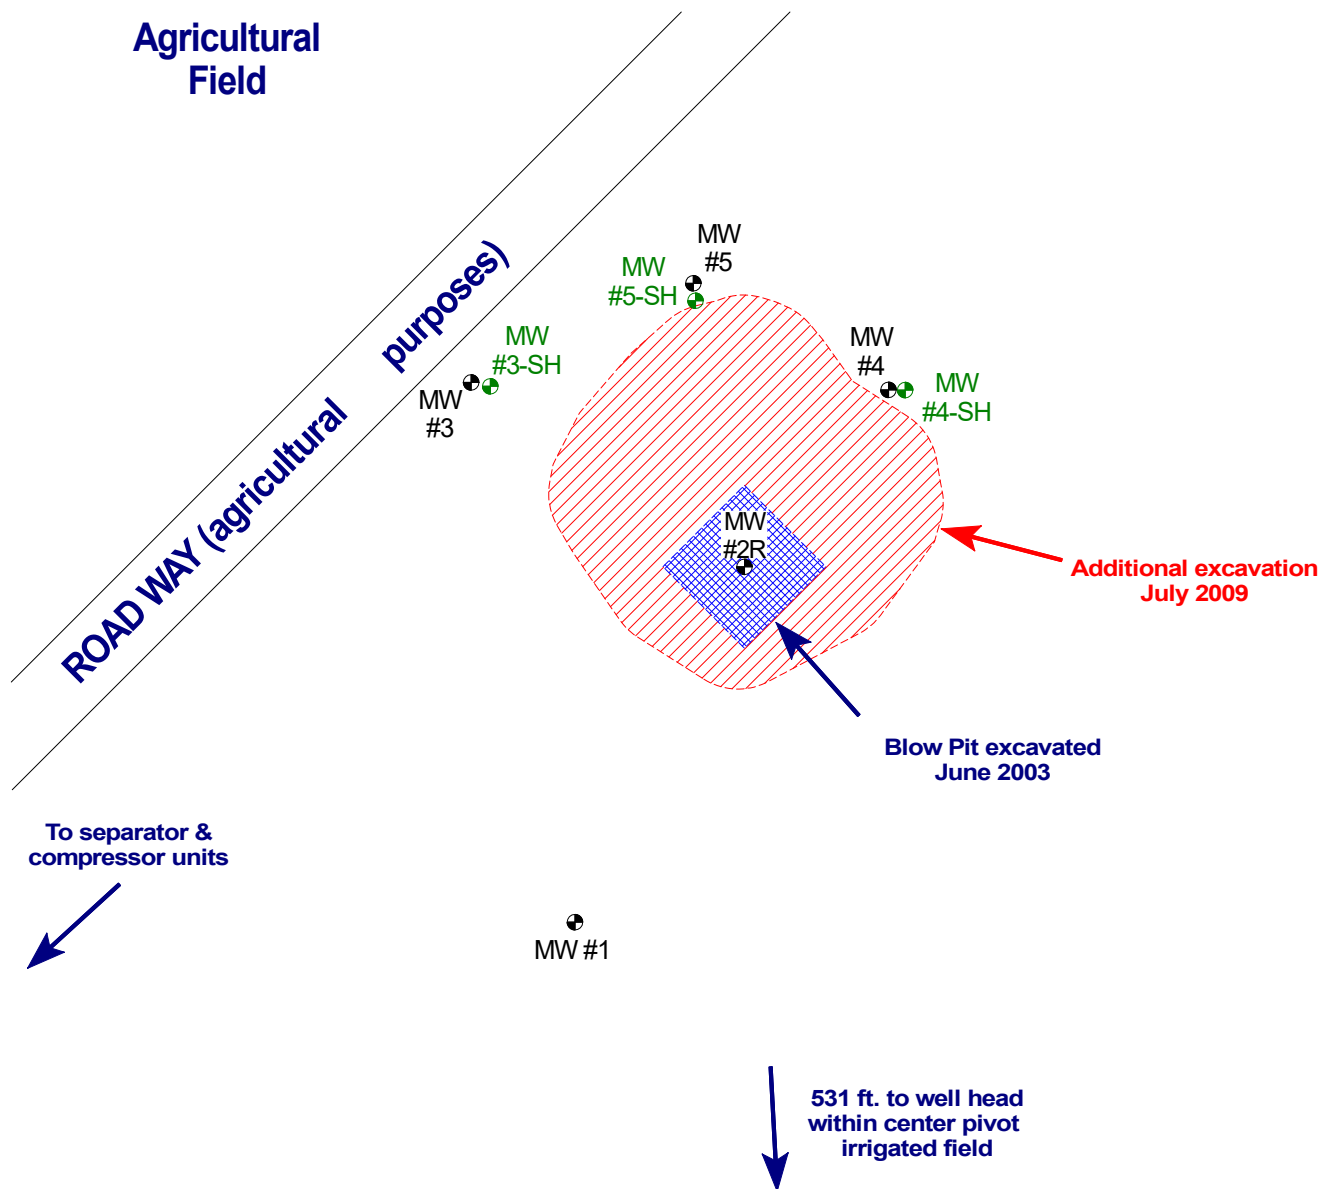 Agricultural
Field
ROAD WAY (agricultural purposes)
MW
#5
MW
#5-SH
MW
#3-SH
MW
#3
MW
#4
MW
#4-SH
MW
#2R
Additional excavation
July 2009
Blow Pit excavated
June 2003
To separator &
compressor units
MW #1
531 ft. to well head
within center pivot
irrigated field